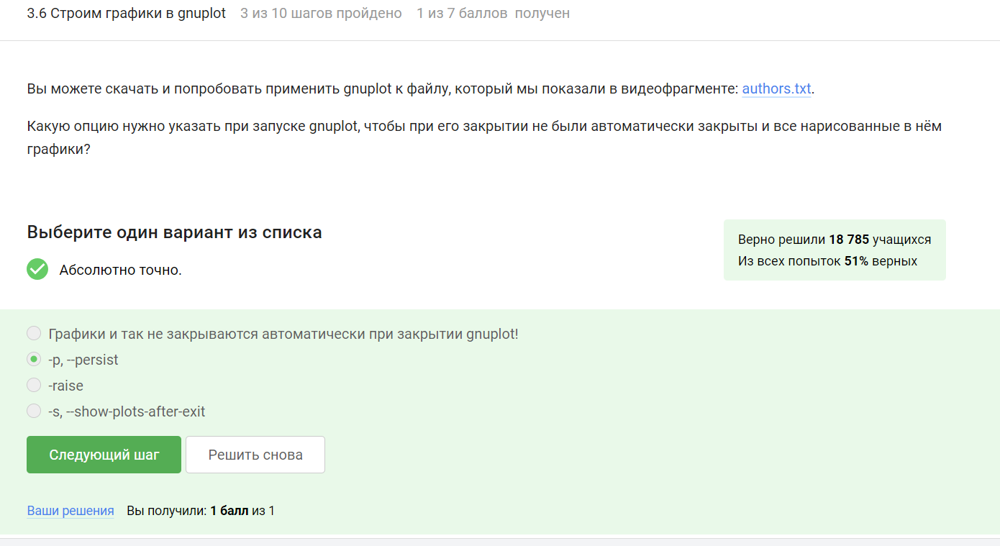 3.6 Строим графики в gnuplot 3 из 10 шагов пройдено 1 из 7 баллов получен
Вы можете скачать и попробовать применить gnuplot к файлу, который мы показали в видеофрагменте: authors.txt.
Какую опцию нужно указать при запуске gnuplot, чтобы при его закрытии не были автоматически закрыты и все нарисованные в нём
графики?
Выберите один вариант из списка
Абсолютно точно.
Верно решили 18 785 учащихся
Из всех попыток 51% верных
Графики и так не закрываются автоматически при закрытии gnuplot!
-p, --persist
-raise
-s, --show-plots-after-exit
Следующий шаг
Решить снова
Ваши решения Вы получили: 1 балл из 1